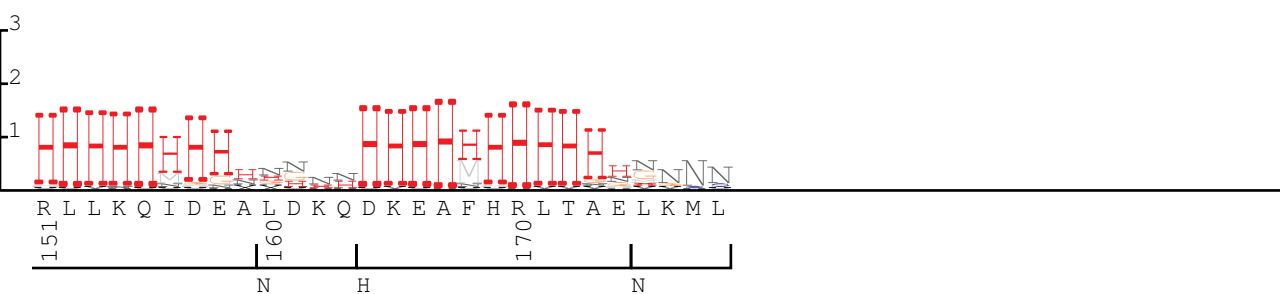 3
2
1
H H H H H H H H N N N N H H H H H H H H H H H N N N N
R L L K Q I D E A L D K Q D K E A F H R L T A E L K M L
151 160 170
N H N